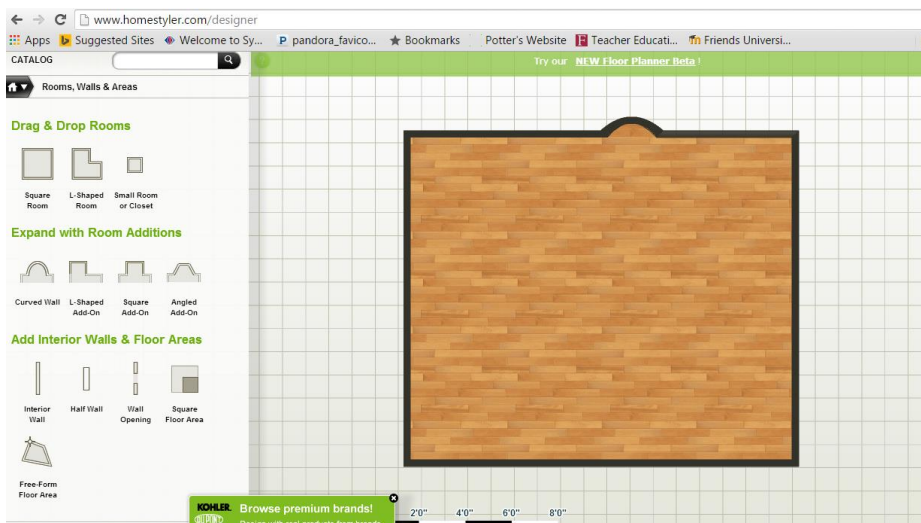 www.homestyler.com/designer
Apps Suggested Sites Welcome to Sy... pandora_favico... Bookmarks Potter's Website Teacher Educati... Friends Universi...
CATALOG
Try our NEW Floor Planner Beta !
Rooms, Walls & Areas
Drag & Drop Rooms
Square Room
L-Shaped Room
Small Room or Closet
Expand with Room Additions
Curved Wall
L-Shaped Add-On
Square Add-On
Angled Add-On
Add Interior Walls & Floor Areas
Interior Wall
Half Wall
Wall Opening
Square Floor Area
Free-Form Floor Area
KOHLER. Browse premium brands!
2'0" 4'0" 6'0" 8'0"